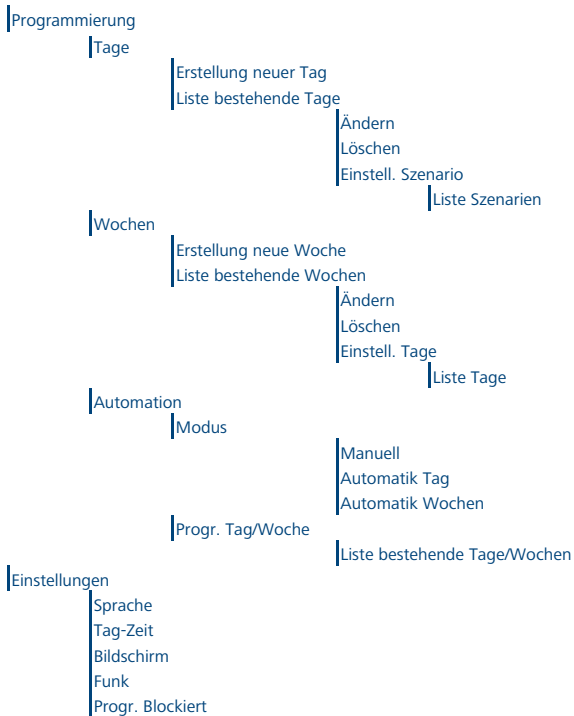 Programmierung
Tage
Erstellung neuer Tag
Liste bestehende Tage
Ändern
Löschen
Einstell. Szenario
Liste Szenarien
Wochen
Erstellung neue Woche
Liste bestehende Wochen
Ändern
Löschen
Einstell. Tage
Liste Tage
Automation
Modus
Manuell
Automatik Tag
Automatik Wochen
Progr. Tag/Woche
Liste bestehende Tage/Wochen
Einstellungen
Sprache
Tag-Zeit
Bildschirm
Funk
Progr. Blockiert